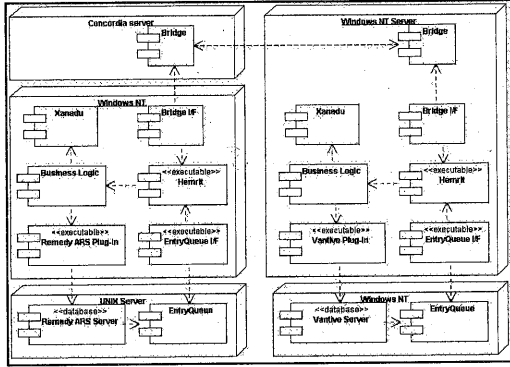 Concordia server
Bridge
Windows NT Server
Bridge
Windows NT
Xanadu
Bridge I/F
Business Logic
<<executable>>
Hermit
<<executable>>
Remedy ARS Plug-In
<<executable>>
EntryQueue I/F
Xanadu
Bridge I/F
Business Logic
<<executable>>
Hermit
<<executable>>
Vantive Plug-In
<<executable>>
EntryQueue I/F
UNIX Server
<<database>>
Remedy ARS Server
EntryQueue
Windows NT
<<database>>
Vantive Server
EntryQueue